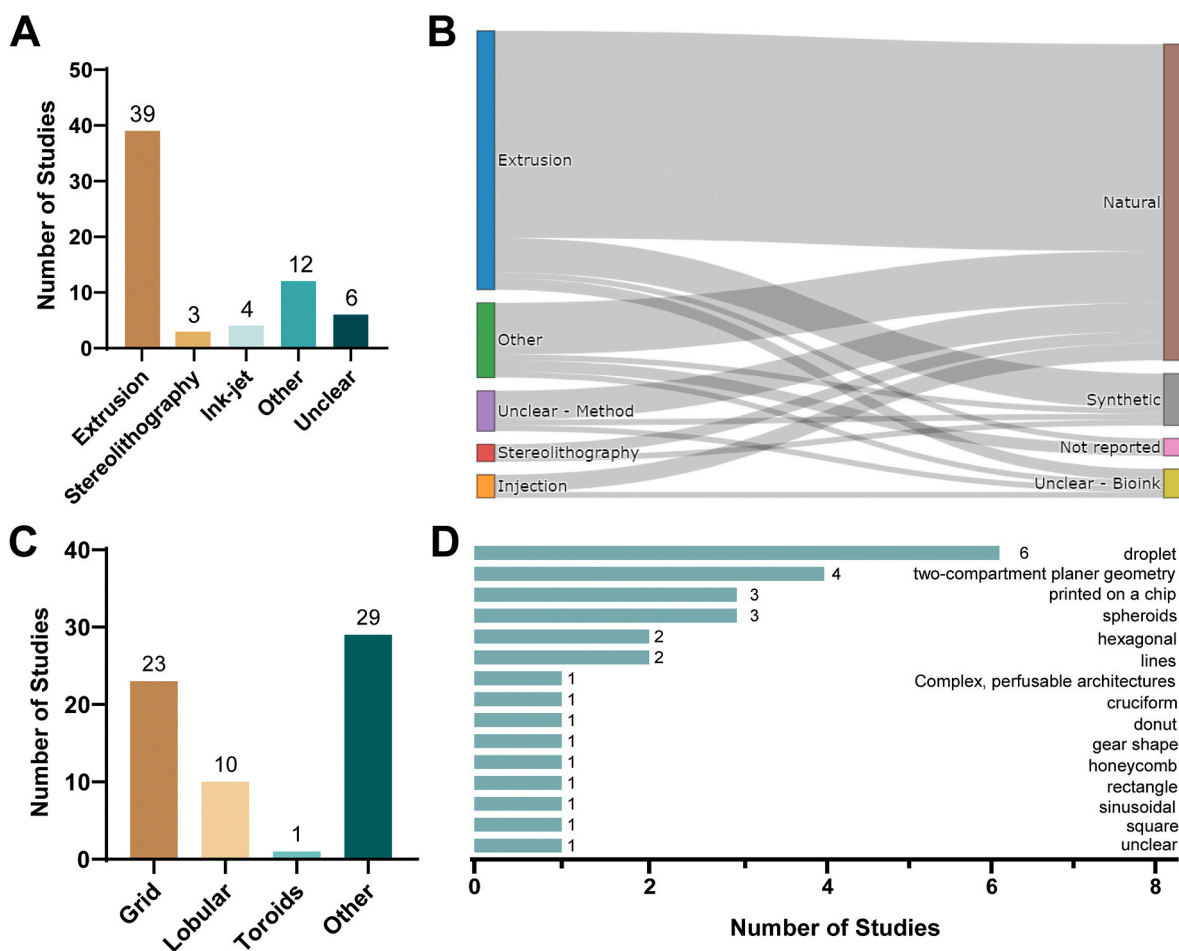 A
Number of Studies
50
40
30
20
10
0
39
3
4
12
6
Extrusion
Stereolithography
Ink-jet
Other
Unclear
B
Extrusion
Other
Unclear - Method
Stereolithography
Injection
Natural
Synthetic
Not reported
Unclear - Bioink
C
Number of Studies
40
30
20
10
0
23
10
1
29
Grid
Lobular
Toroids
Other
D
6 droplet
4 two-compartment planer geometry
3 printed on a chip
3 spheroids
2 hexagonal
2 lines
1 Complex, perfusable architectures
1 cruciform
1 donut
1 gear shape
1 honeycomb
1 rectangle
1 sinusoidal
1 square
1 unclear
0 2 4 6 8
Number of Studies